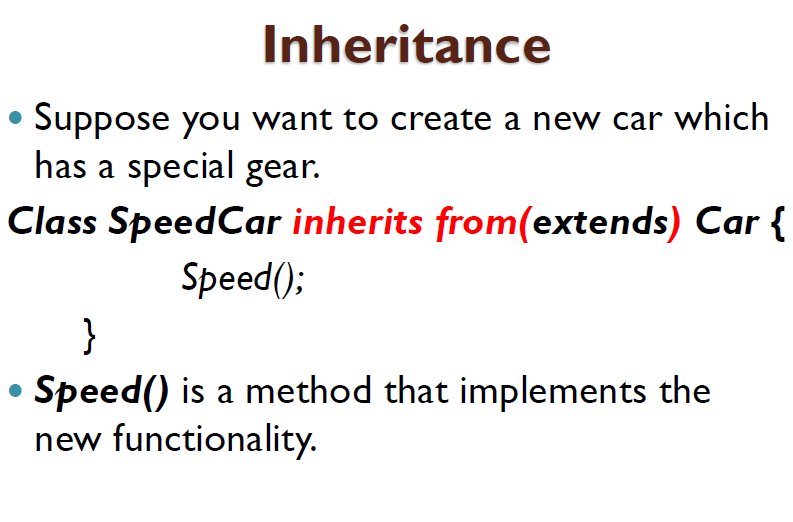 Inheritance
• Suppose you want to create a new car which
has a special gear.
Class SpeedCar inherits from(extends) Car {
Speed();
}
• Speed() is a method that implements the
new functionality.